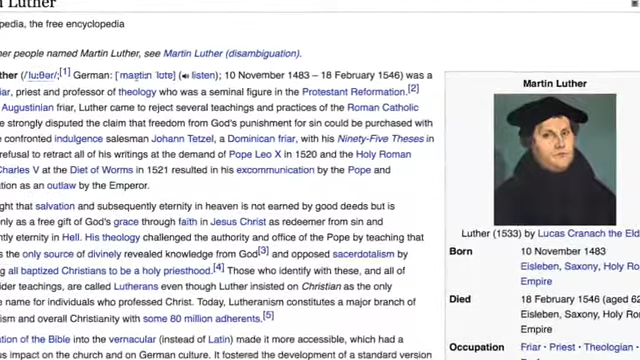 n Luther
pedia, the free encyclopedia
her people named Martin Luther, see Martin Luther (disambiguation).
ther (/ˈluːθər/;[1] German: [ˈmaɐ̯tiːn ˈlʊtɐ] (listen); 10 November 1483 – 18 February 1546) was a
iar, priest and professor of theology who was a seminal figure in the Protestant Reformation.[2]
Augustinian friar, Luther came to reject several teachings and practices of the Roman Catholic
e strongly disputed the claim that freedom from God's punishment for sin could be purchased with
e confronted indulgence salesman Johann Tetzel, a Dominican friar, with his Ninety-Five Theses in
refusal to retract all of his writings at the demand of Pope Leo X in 1520 and the Holy Roman
Charles V at the Diet of Worms in 1521 resulted in his excommunication by the Pope and
ation as an outlaw by the Emperor.
ght that salvation and subsequently eternity in heaven is not earned by good deeds but is
only as a free gift of God's grace through faith in Jesus Christ as redeemer from sin and
ntly eternity in Hell. His theology challenged the authority and office of the Pope by teaching that
s the only source of divinely revealed knowledge from God[3] and opposed sacerdotalism by
g all baptized Christians to be a holy priesthood.[4] Those who identify with these, and all of
ider teachings, are called Lutherans even though Luther insisted on Christian as the only
e name for individuals who professed Christ. Today, Lutheranism constitutes a major branch of
ism and overall Christianity with some 80 million adherents.[5]
ation of the Bible into the vernacular (instead of Latin) made it more accessible, which had a
us impact on the church and on German culture. It fostered the development of a standard version
Martin Luther
Luther (1533) by Lucas Cranach the Eld
Born 10 November 1483
Eisleben, Saxony, Holy Ro
Empire
Died 18 February 1546 (aged 62
Eisleben, Saxony, Holy Ro
Empire
Occupation Friar · Priest · Theologian ·